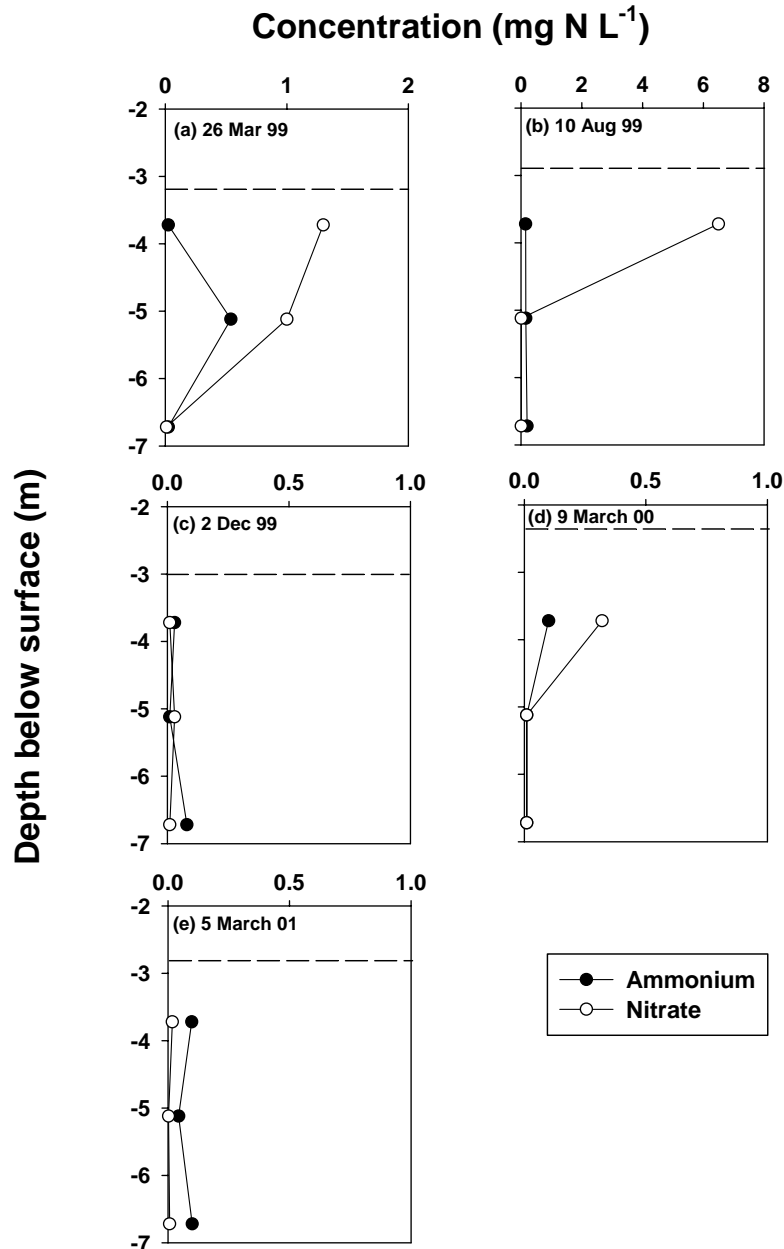 Concentration (mg N L-1)
0 1 2
0 2 4 6 8
-2
-3
-4
-5
-6
-7
(a) 26 Mar 99
(b) 10 Aug 99
0.0 0.5 1.0
0.0 0.5 1.0
-2
-3
-4
-5
-6
-7
(c) 2 Dec 99
(d) 9 March 00
Depth below surface (m)
0.0 0.5 1.0
-2
-3
-4
-5
-6
-7
(e) 5 March 01
Ammonium
Nitrate